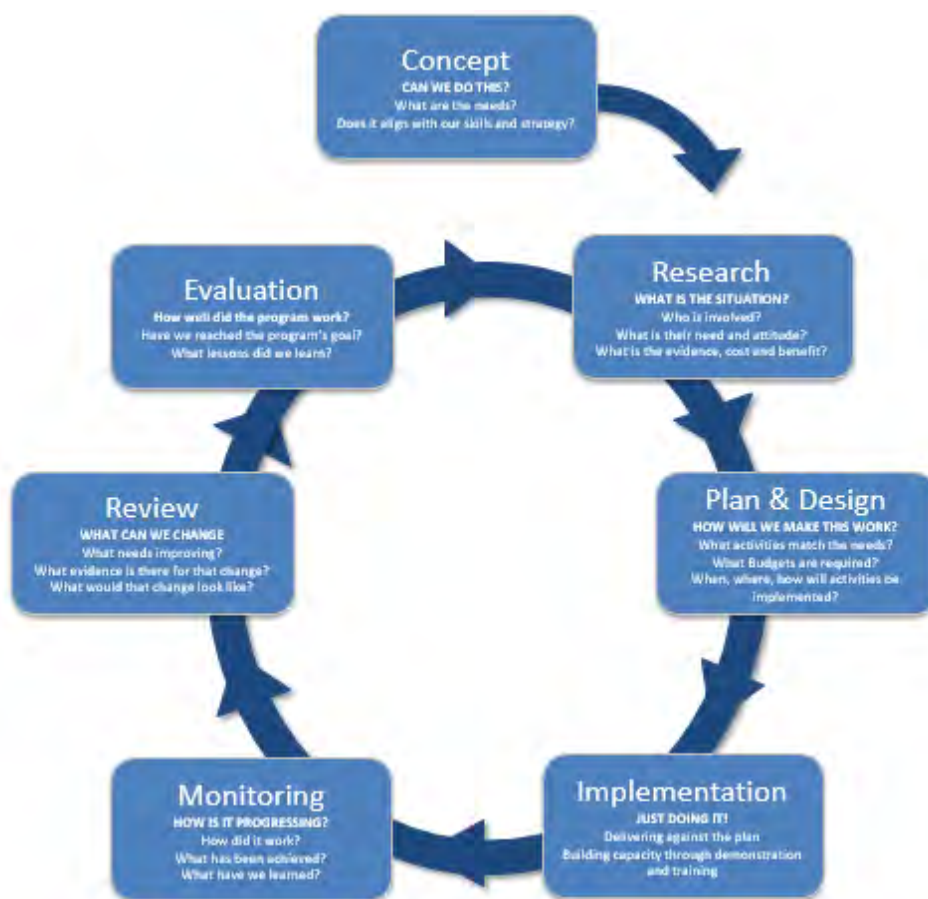 Concept
CAN WE DO THIS?
What are the needs?
Does it align with our skills and strategy?
Research
WHAT IS THE SITUATION?
Who is involved?
What is their need and attitude?
What is the evidence, cost and benefit?
Plan & Design
HOW WILL WE MAKE THIS WORK?
What activities match the needs?
What Budgets are required?
When, where, how will activities be
implemented?
Implementation
JUST DOING IT!
Delivering against the plan
Building capacity through demonstration
and training
Monitoring
HOW IS IT PROGRESSING?
How did it work?
What has been achieved?
What have we learned?
Review
WHAT CAN WE CHANGE
What needs improving?
What evidence is there for that change?
What would that change look like?
Evaluation
How well did the program work?
Have we reached the program's goal?
What lessons did we learn?